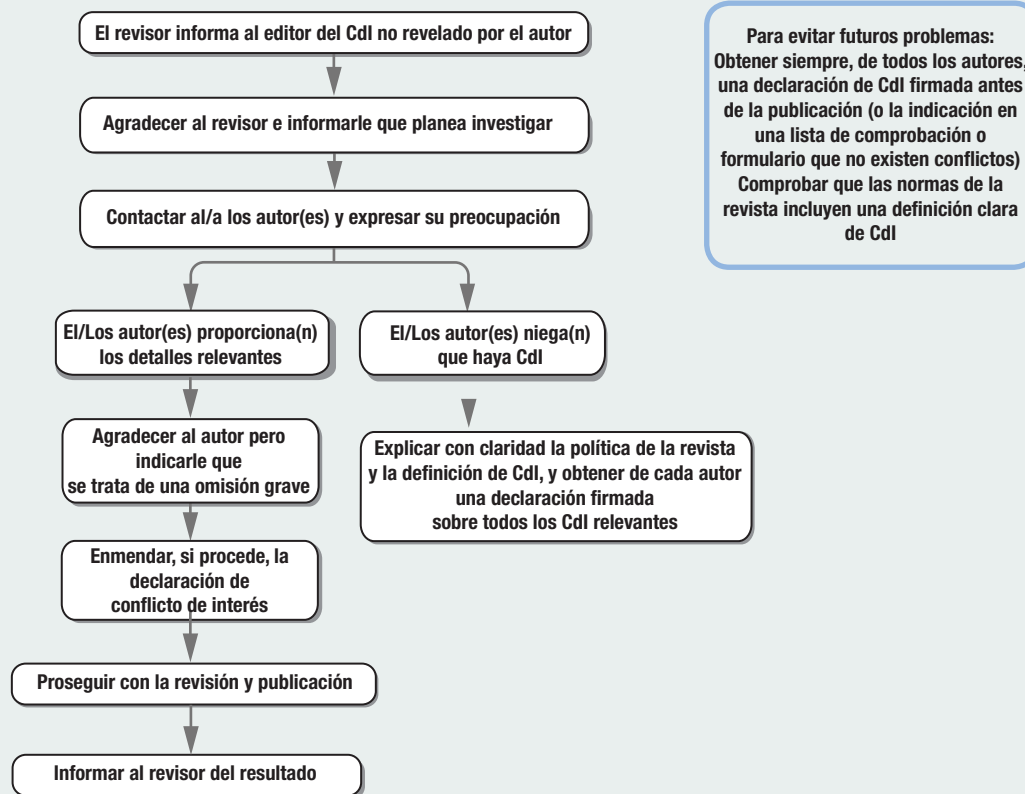 El revisor informa al editor del CdI no revelado por el autor
Agradecer al revisor e informarle que planea investigar
Contactar al/a los autor(es) y expresar su preocupación
El/Los autor(es) proporciona(n)
los detalles relevantes
El/Los autor(es) niega(n)
que haya CdI
Agradecer al autor pero
indicarle que
se trata de una omisión grave
Explicar con claridad la política de la revista
y la definición de CdI, y obtener de cada autor
una declaración firmada
sobre todos los CdI relevantes
Enmendar, si procede, la
declaración de
conflicto de interés
Proseguir con la revisión y publicación
Informar al revisor del resultado
Para evitar futuros problemas:
Obtener siempre, de todos los autores,
una declaración de CdI firmada antes
de la publicación (o la indicación en
una lista de comprobación o
formulario que no existen conflictos)
Comprobar que las normas de la
revista incluyen una definición clara
de CdI